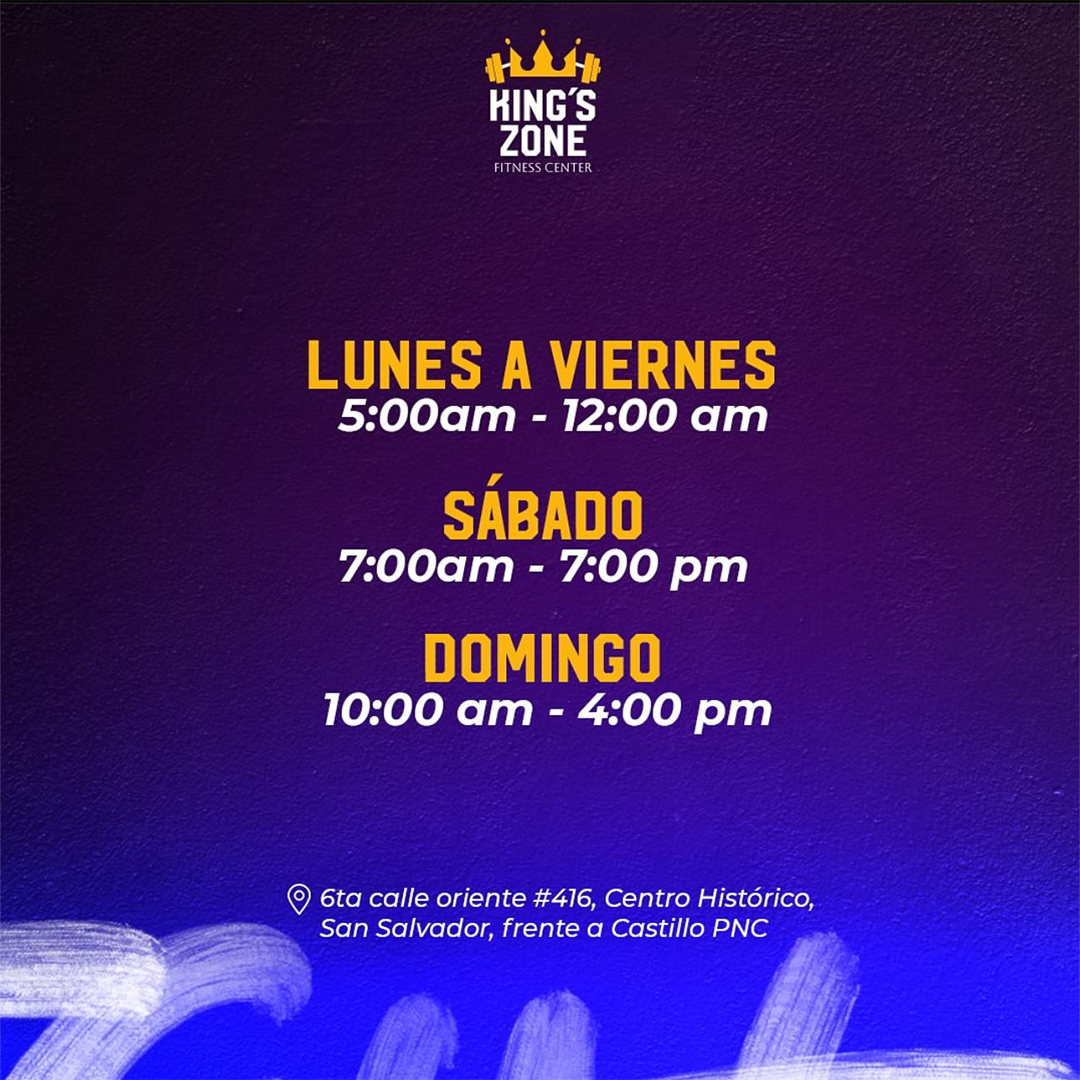 KING´S
ZONE
FITNESS CENTER
LUNES A VIERNES
5:00am - 12:00 am
SÁBADO
7:00am - 7:00 pm
DOMINGO
10:00 am - 4:00 pm
6ta calle oriente #416, Centro Histórico,
San Salvador, frente a Castillo PNC